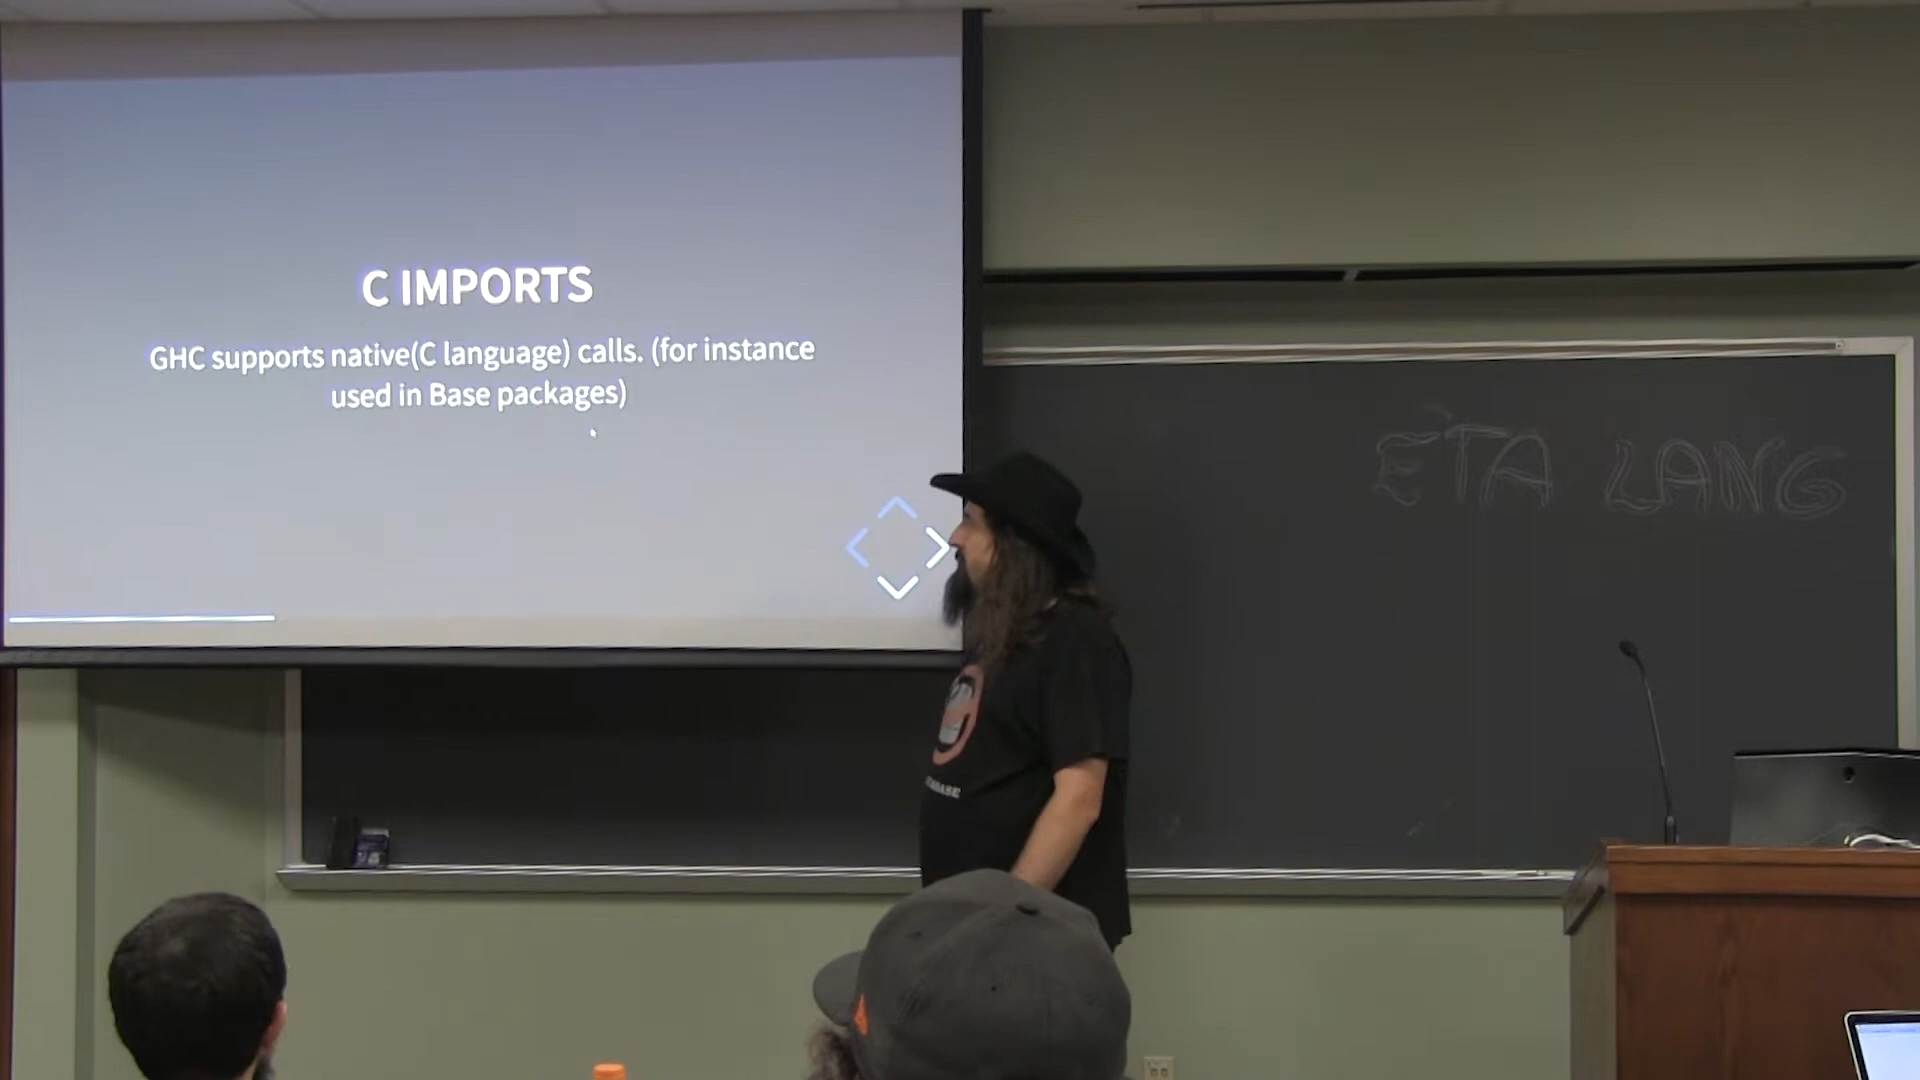 C IMPORTS
GHC supports native(C language) calls. (for instance
used in Base packages)
ETA LANG